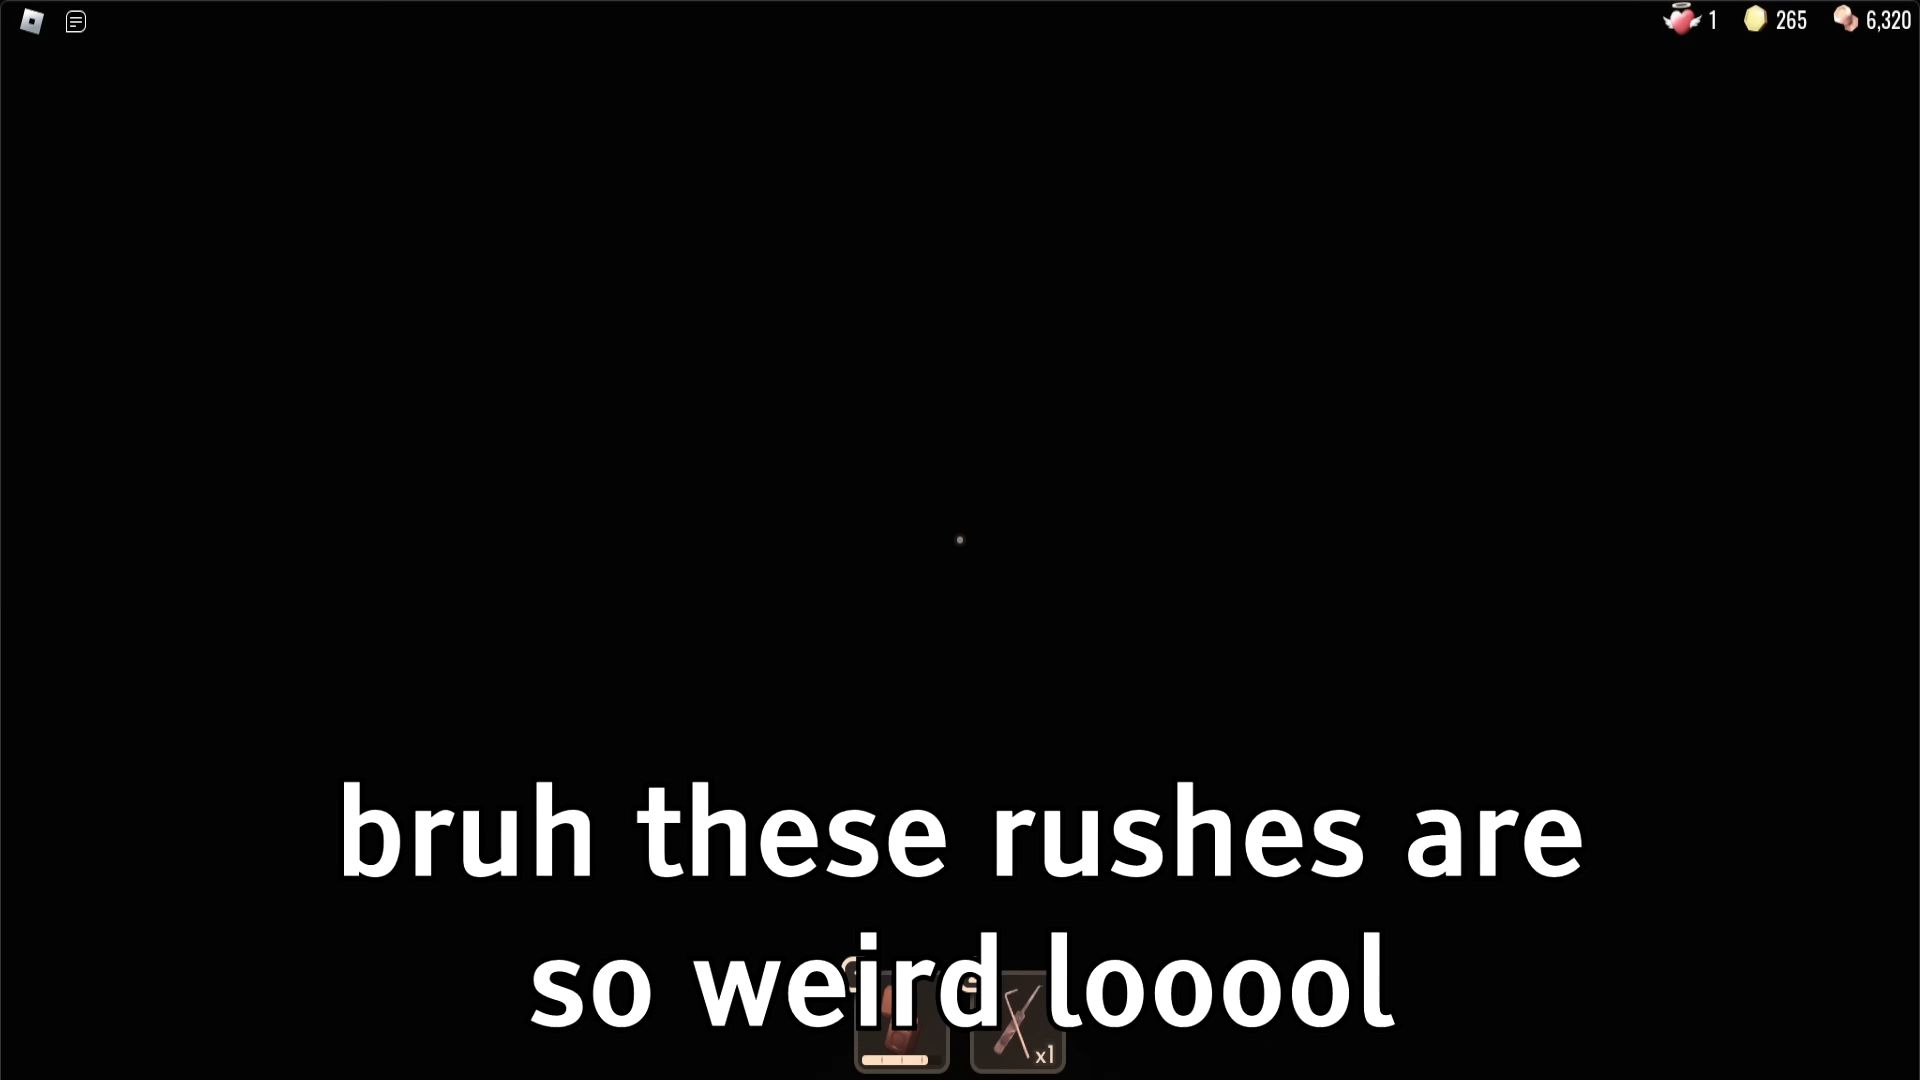 1 265 6,320
bruh these rushes are
so weird looool
x1